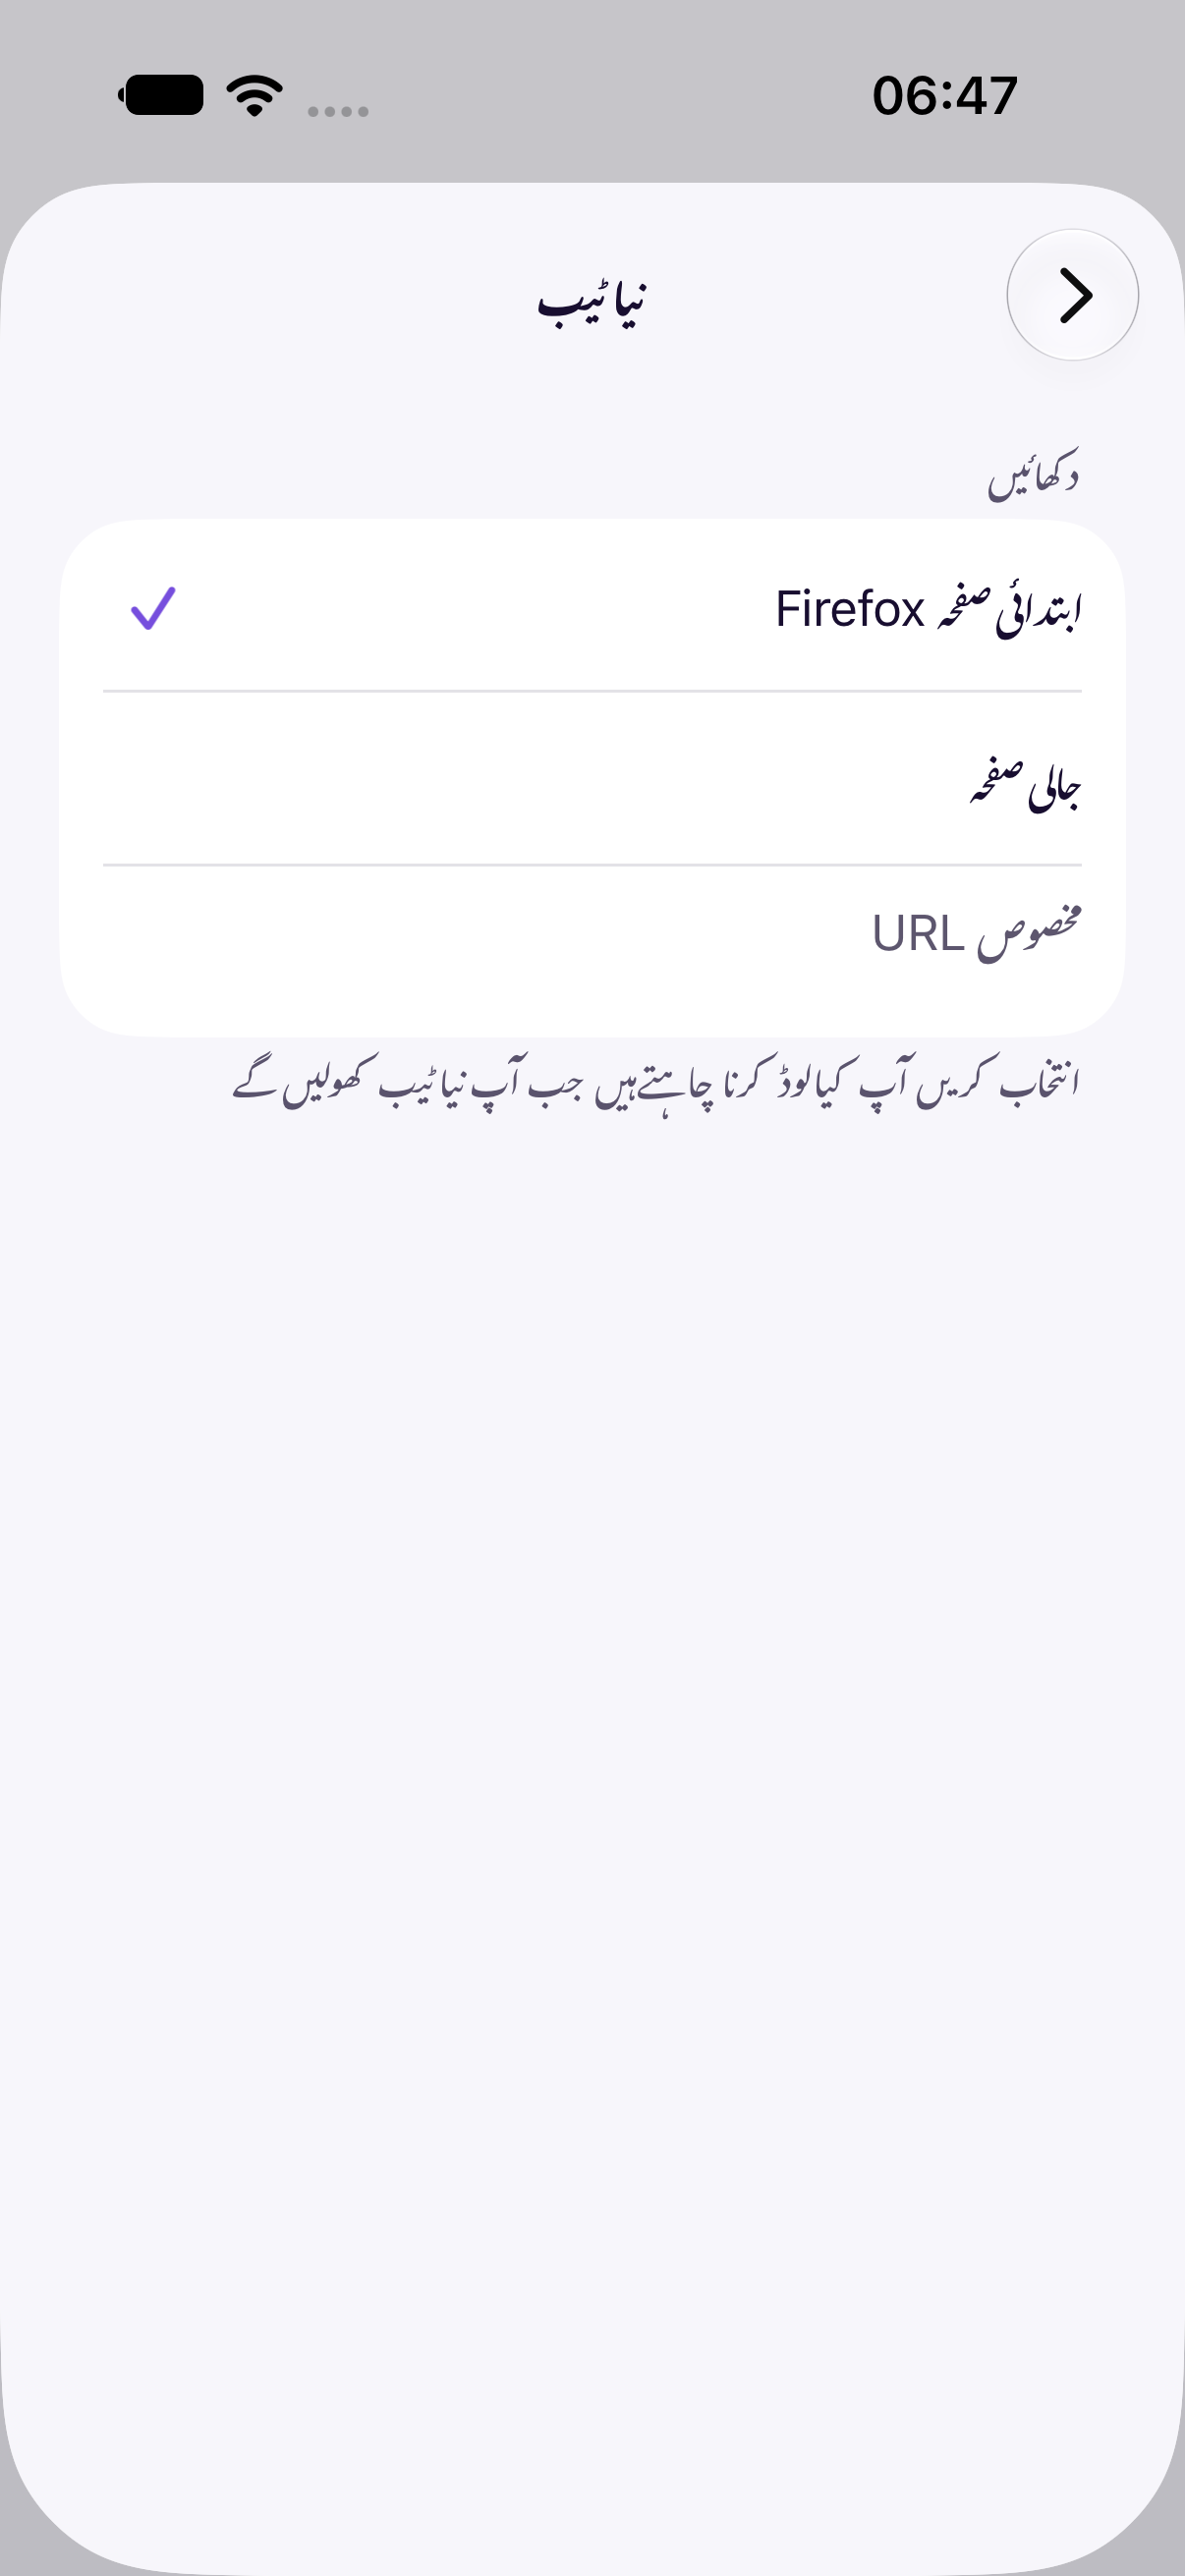 06:47
نیا ٹیب
دکھائیں
ابتدائی صفحہ Firefox
جالی صفحہ
مخصوص URL
انتخاب کریں آپ کیا لوڈ کرنا چاہتے ہیں جب آپ نیا ٹیب کھولیں گے